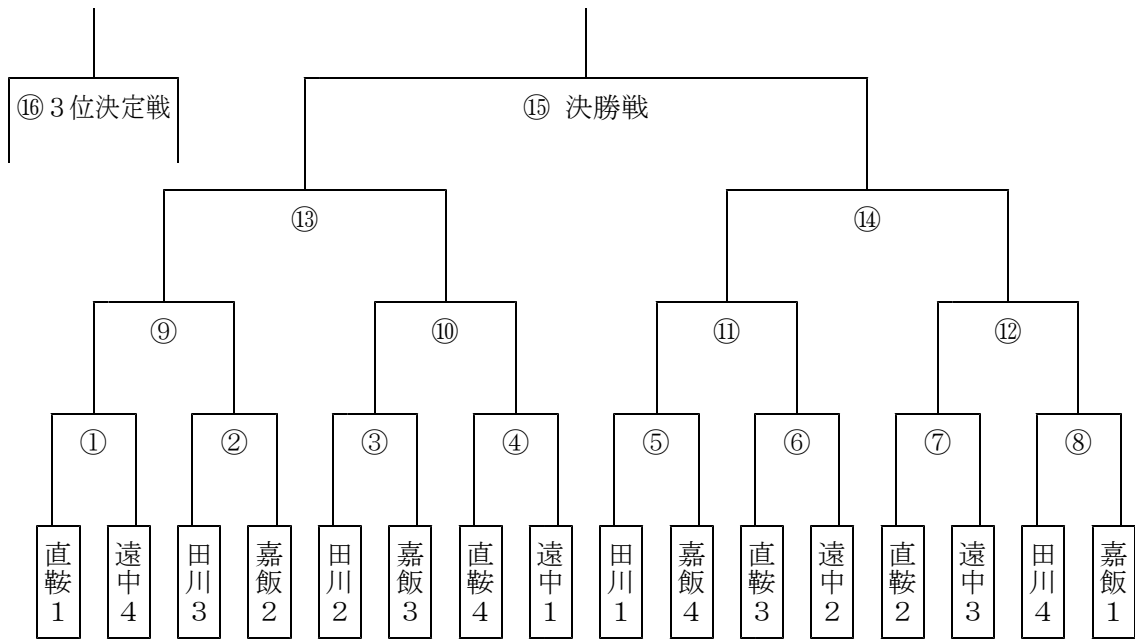 ⑯３位決定戦
⑮ 決勝戦
⑬
⑭
⑨
⑩
⑪
⑫
①
②
③
④
⑤
⑥
⑦
⑧
直鞍１
遠中４
田川３
嘉飯２
田川２
嘉飯３
直鞍４
遠中１
田川１
嘉飯４
直鞍３
遠中２
直鞍２
遠中３
田川４
嘉飯１